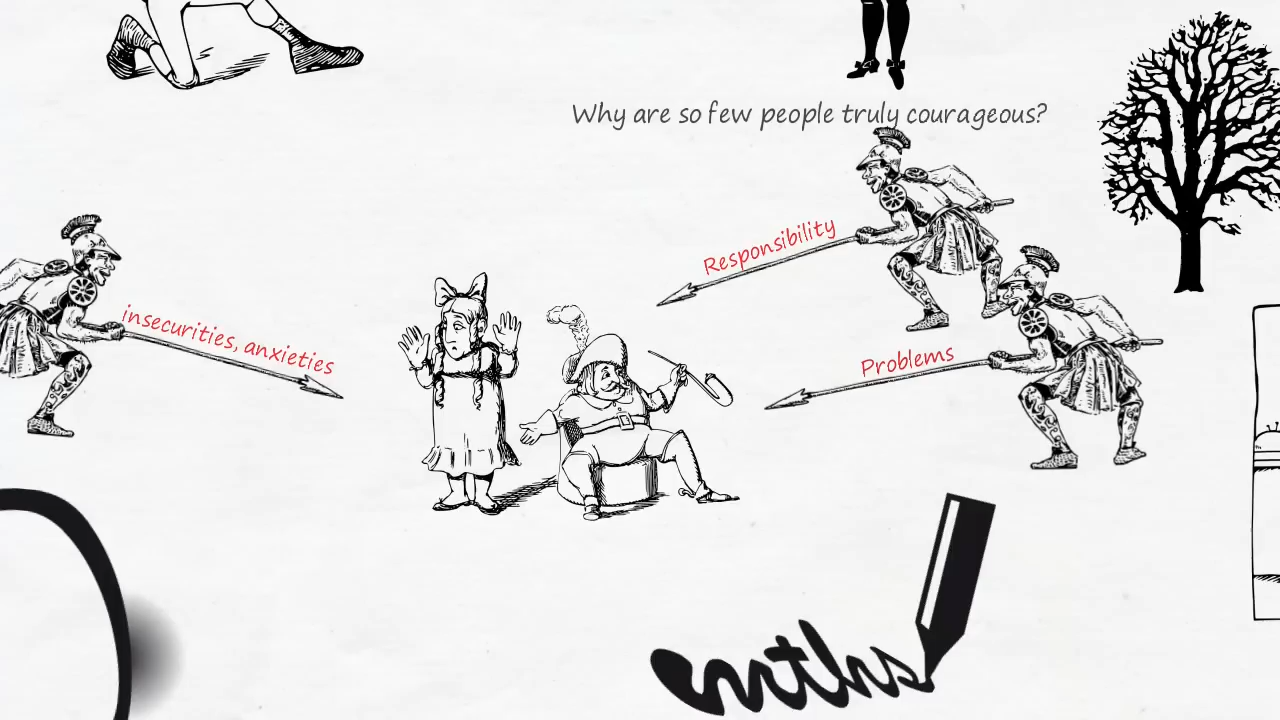 Why are so few people truly courageous?
Responsibility
insecurities, anxieties
Problems